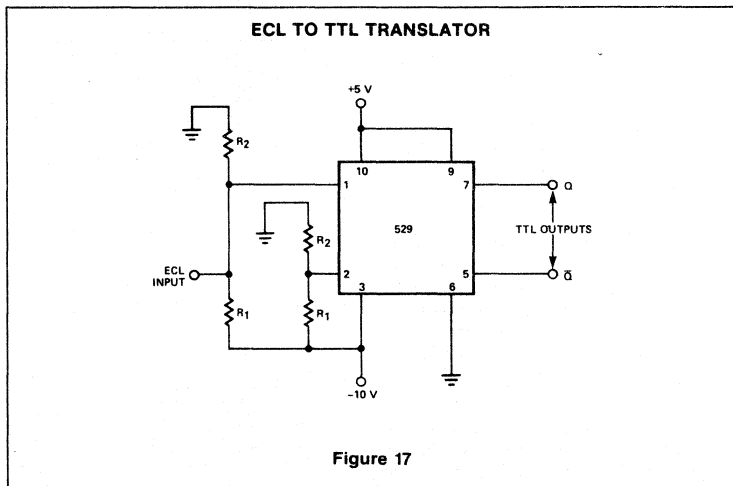 ECL TO TTL TRANSLATOR
+5 V
R2
10
9
1
7
Q
R2
529
TTL OUTPUTS
ECL
INPUT
2
5
Q̅
3
6
R1
R1
-10 V
Figure 17